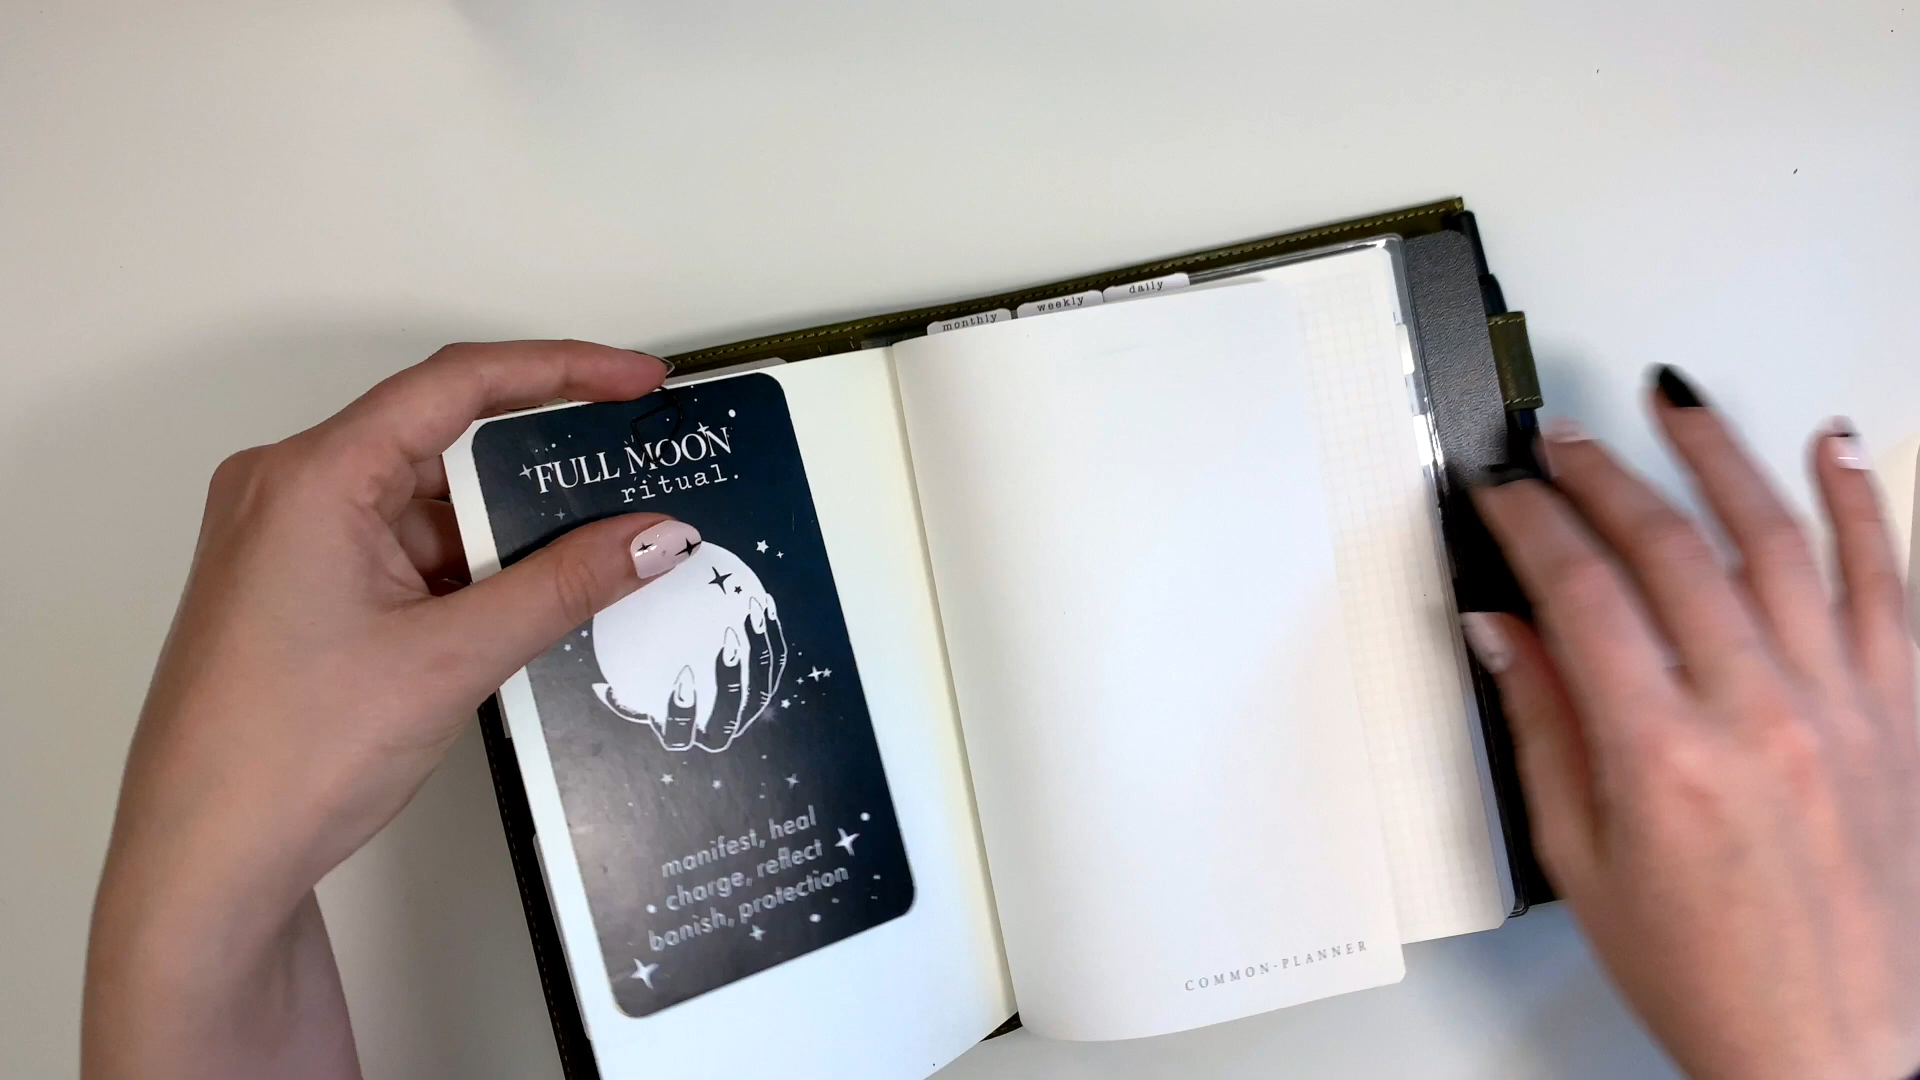 FULL MOON
ritual.
manifest, heal
charge, reflect
banish, protection
monthly
weekly
daily
COMMON-PLANNER